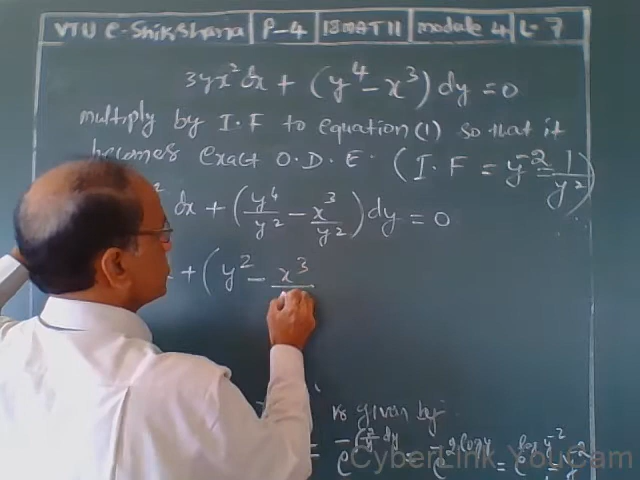 VTU e-Shikshana P-4 18MAT11 module 4 L-7
3yx²dx + (y⁴ - x³) dy = 0
multiply by I.F to equation (1) so that it
becomes exact O.D.E. (I.F = y⁻² = 1/y²)
dx + (y⁴/y² - x³/y²) dy = 0
+ (y² - x³
is given by
= e = e = e
CyberLink YouCam